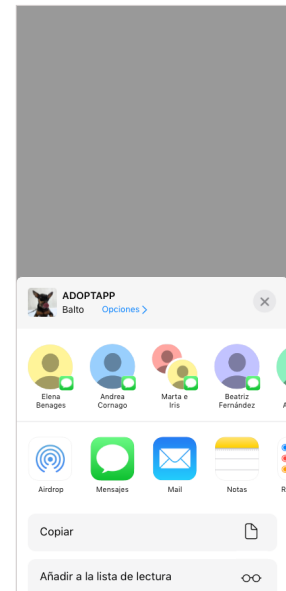 ADOPTAPP
Balto Opciones >
Elena
Benages
Andrea
Cornago
Marta e
Iris
Beatriz
Fernández
A
Airdrop
Mensajes
Mail
Notas
R
Copiar
Añadir a la lista de lectura